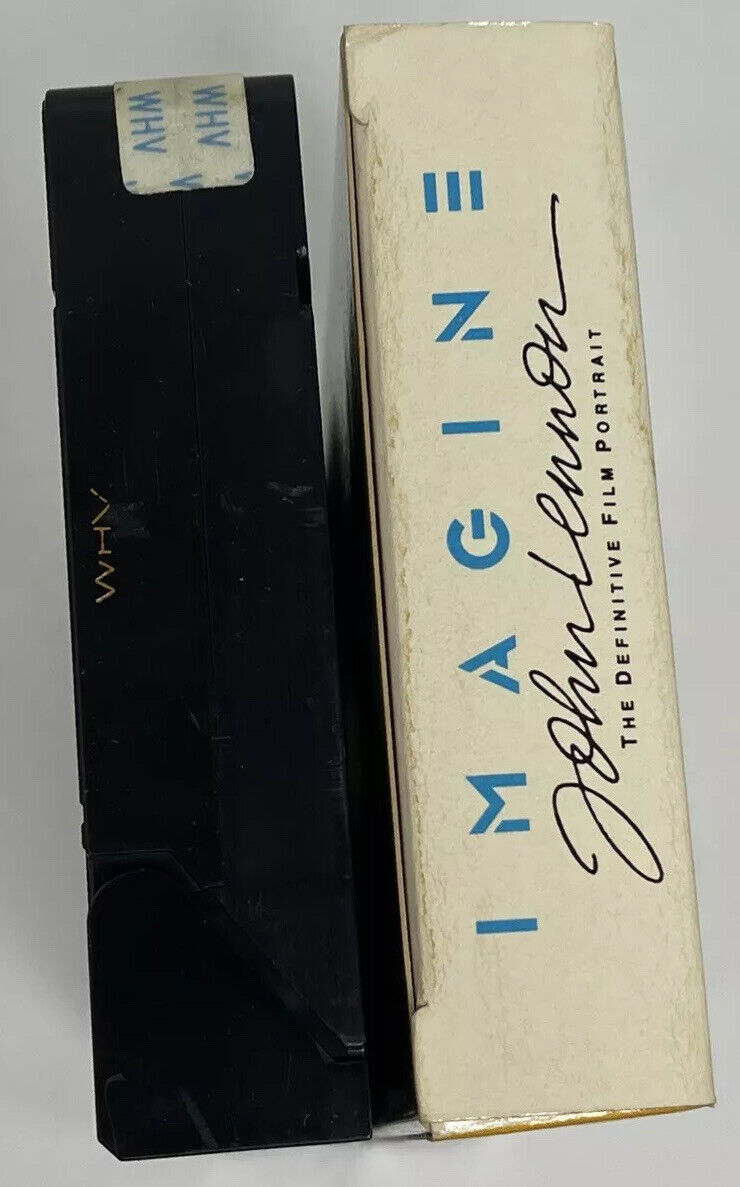 WHV
WHV
V
WHV
IMAGINE
John Lennon
THE DEFINITIVE FILM PORTRAIT